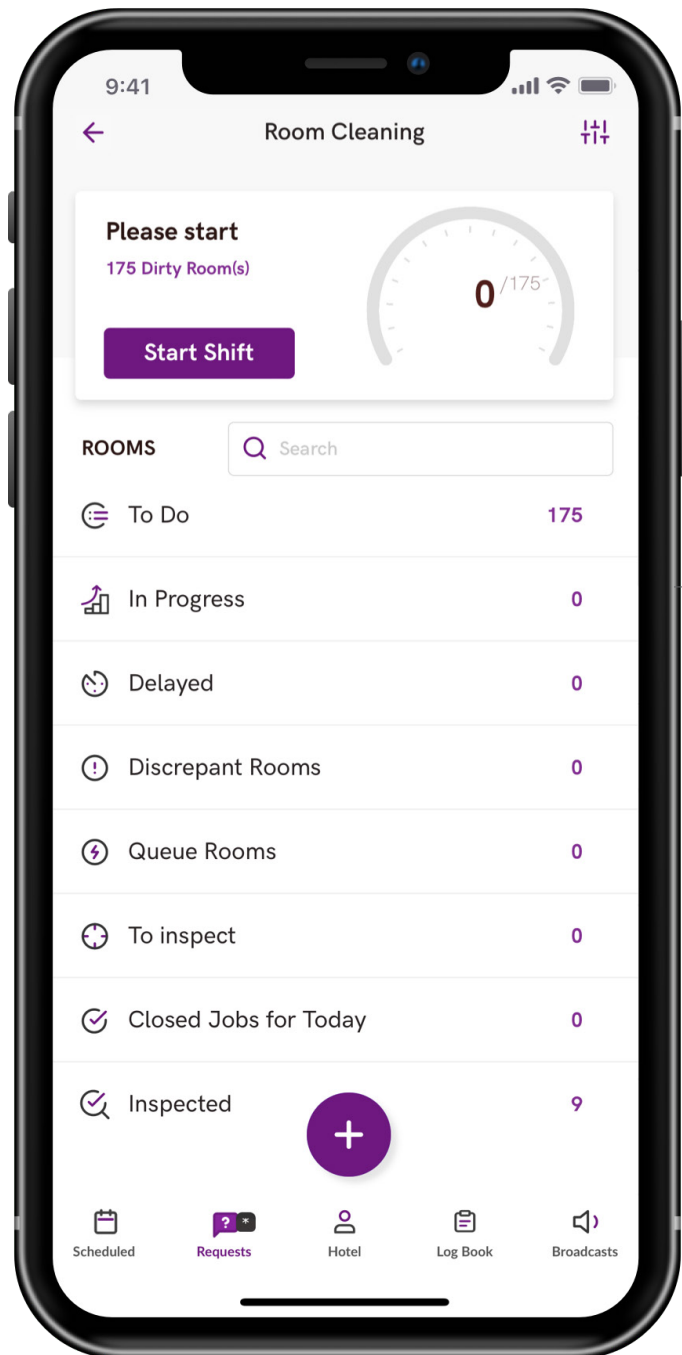 9:41
Room Cleaning
Please start
175 Dirty Room(s)
0/175
Start Shift
ROOMS
Search
To Do 175
In Progress 0
Delayed 0
Discrepant Rooms 0
Queue Rooms 0
To inspect 0
Closed Jobs for Today 0
Inspected 9
+
? *
Scheduled Requests Hotel Log Book Broadcasts